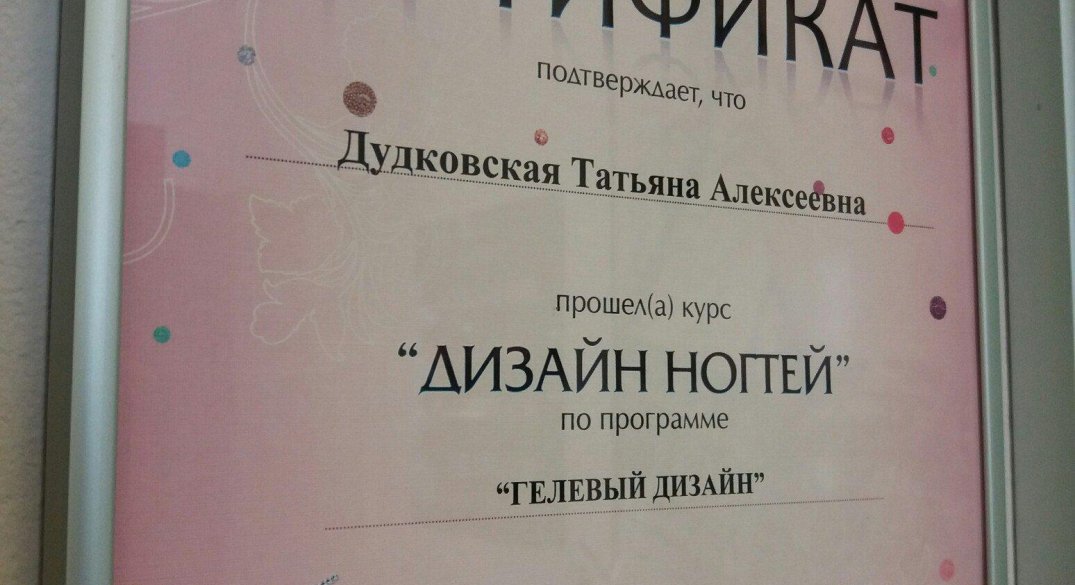 ТИФИКАТ
подтверждает, что
Дудковская Татьяна Алексеевна
прошел(а) курс
“ДИЗАЙН НОГТЕЙ”
по программе
“ГЕЛЕВЫЙ ДИЗАЙН”